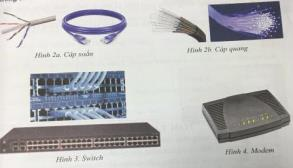 Hình 2a. Cáp xoắn
Hình 2b. Cáp quang
Hình 3. Switch
Hình 4. Modem